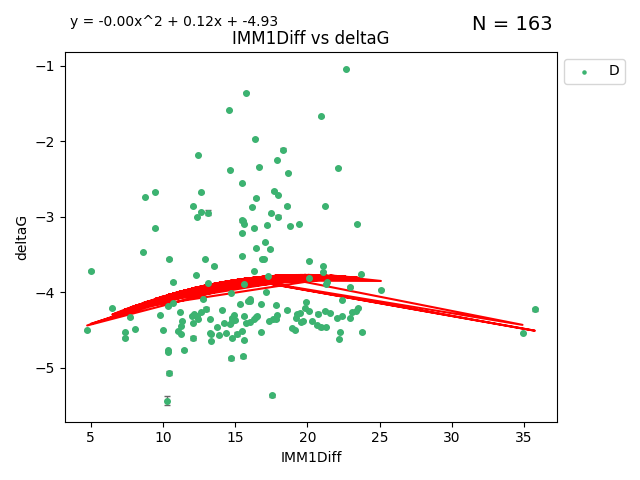 y = -0.00x^2 + 0.12x + -4.93
N = 163
IMM1Diff vs deltaG
D
deltaG
−1
−2
−3
−4
−5
5 10 15 20 25 30 35
IMM1Diff